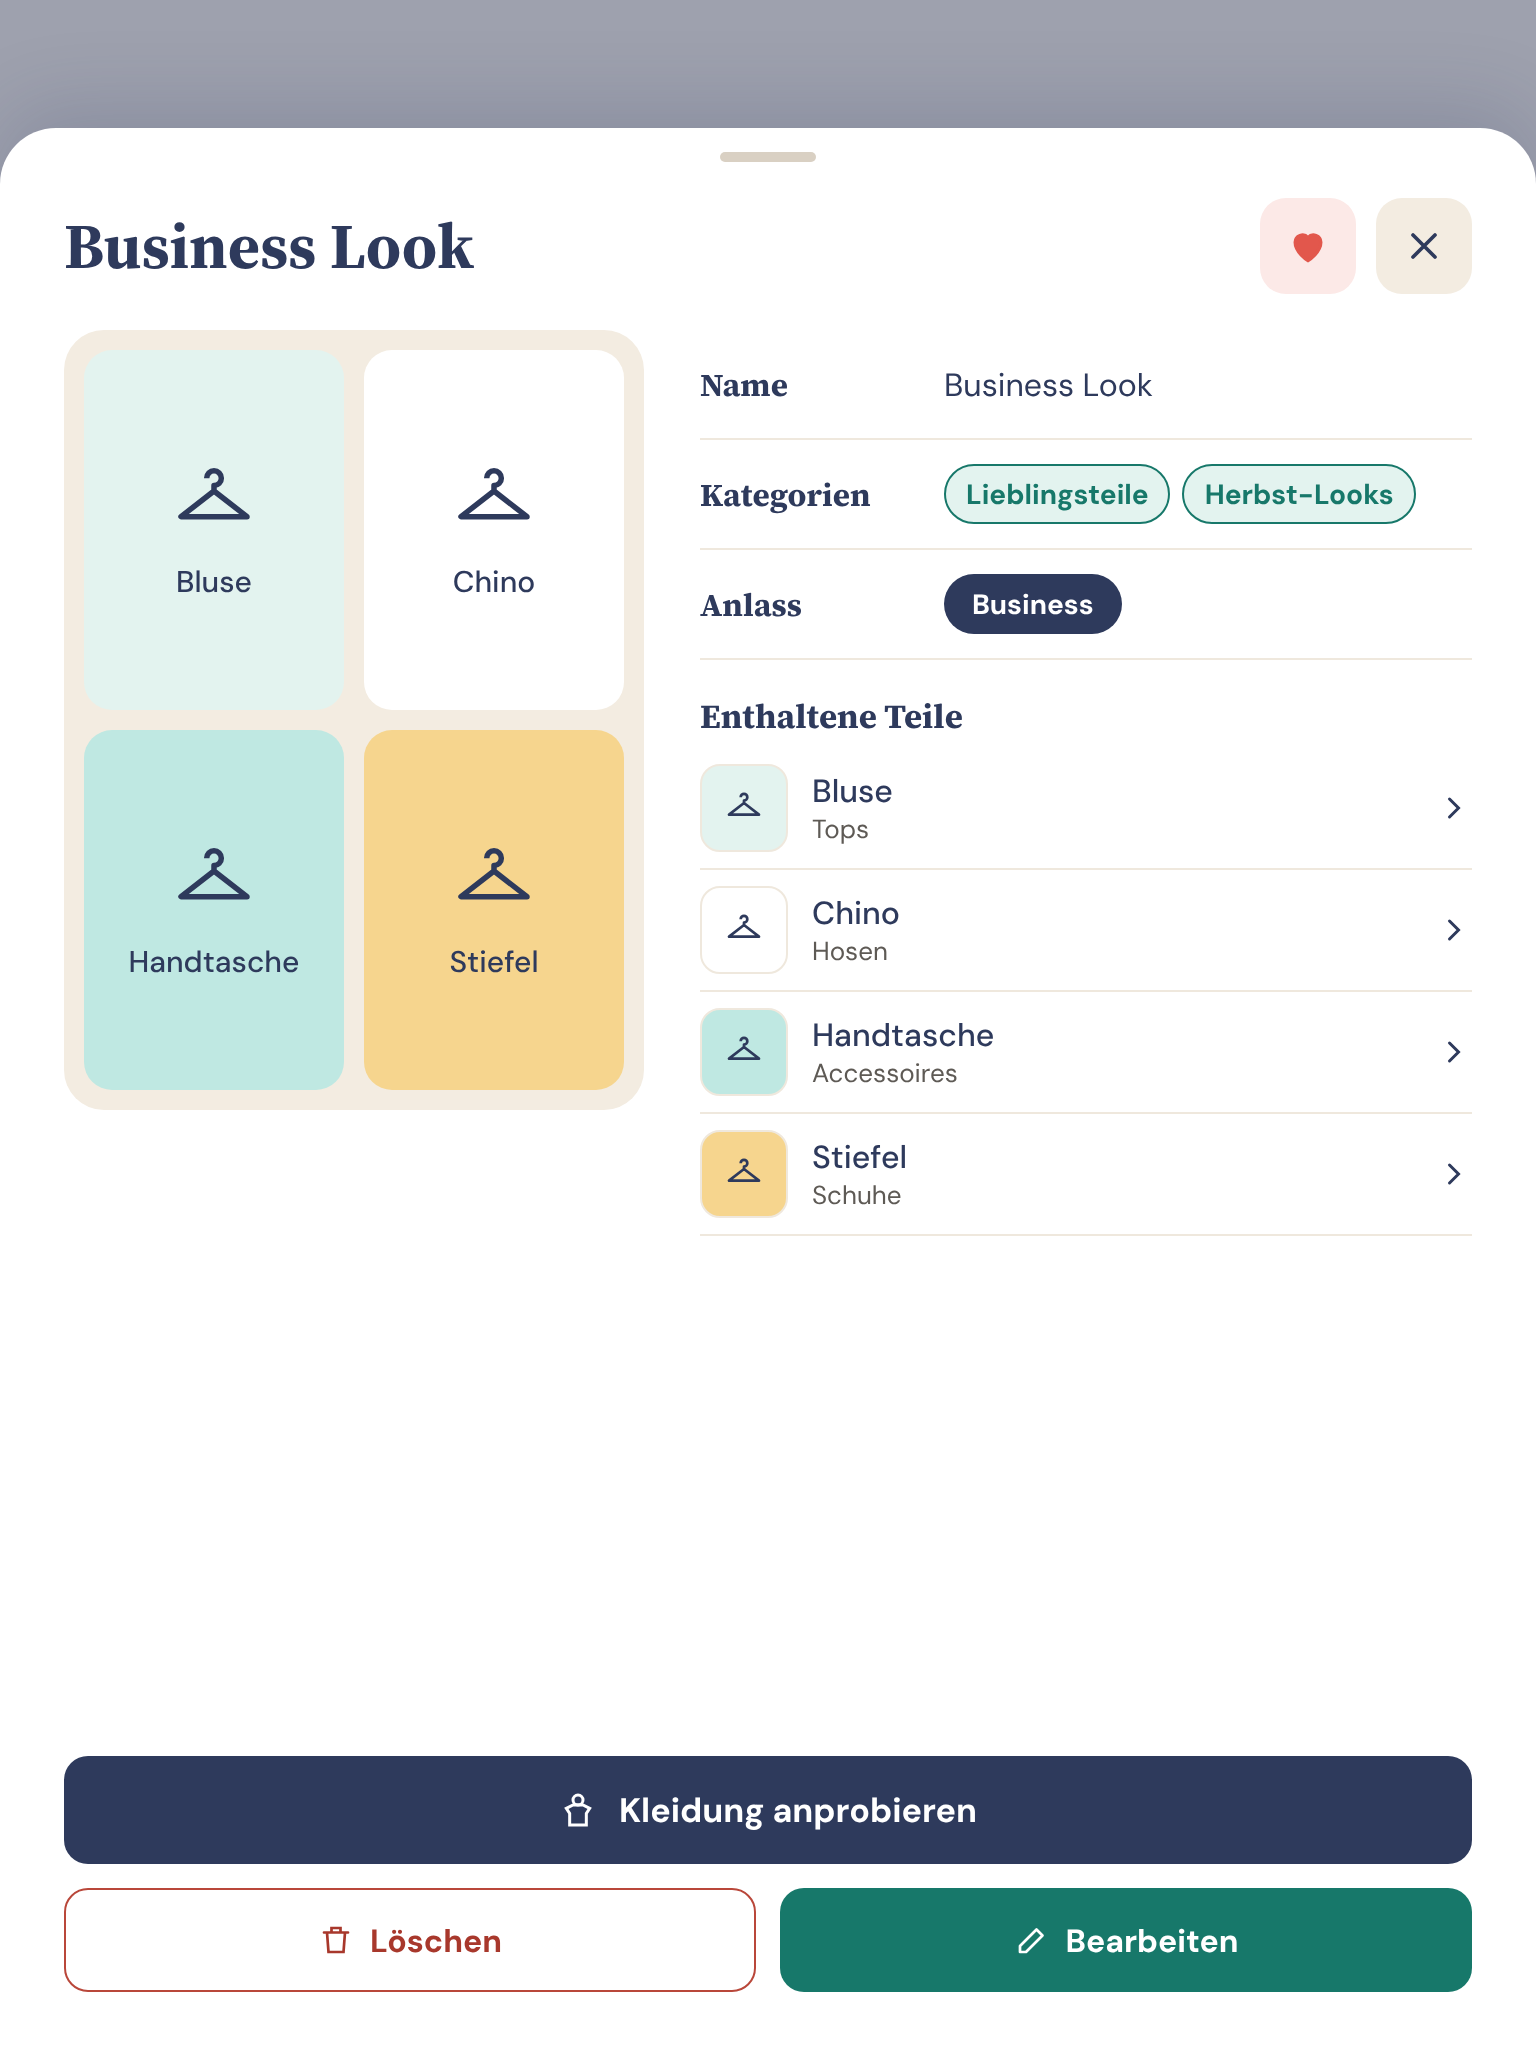 Business Look
Bluse
Chino
Handtasche
Stiefel
Name
Business Look
Kategorien
Lieblingsteile
Herbst-Looks
Anlass
Business
Enthaltene Teile
Bluse
Tops
Chino
Hosen
Handtasche
Accessoires
Stiefel
Schuhe
Kleidung anprobieren
Löschen
Bearbeiten